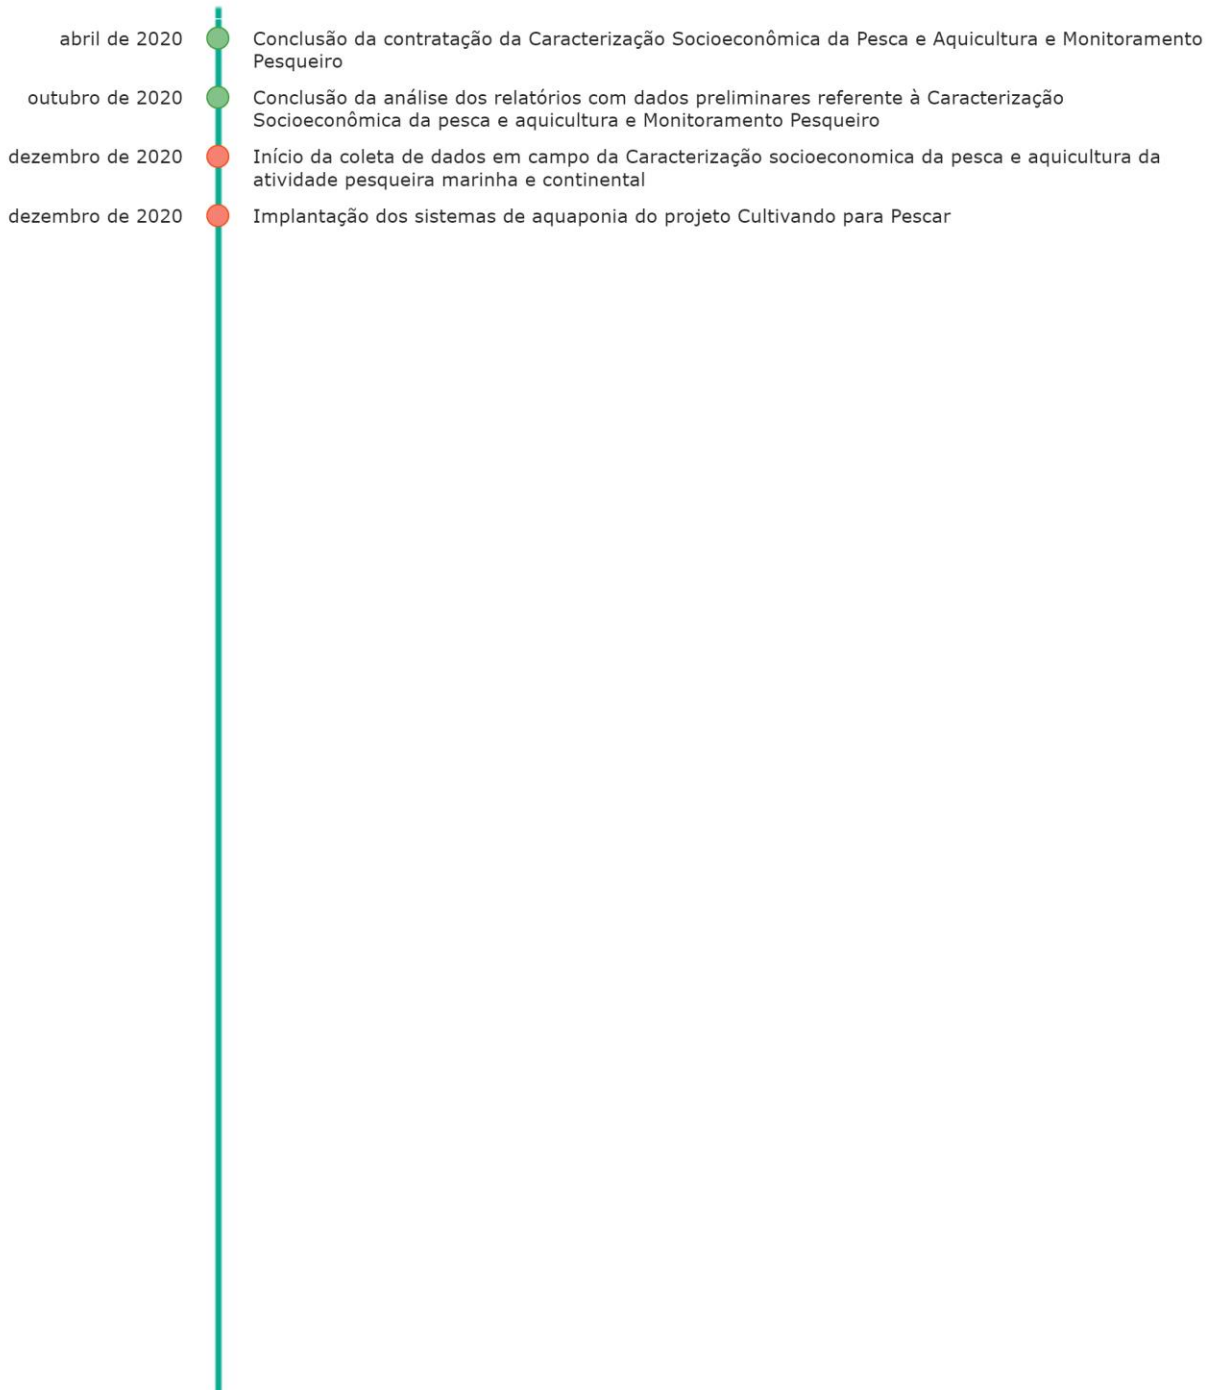 abril de 2020
Conclusão da contratação da Caracterização Socioeconômica da Pesca e Aquicultura e Monitoramento
Pesqueiro
outubro de 2020
Conclusão da análise dos relatórios com dados preliminares referente à Caracterização
Socioeconômica da pesca e aquicultura e Monitoramento Pesqueiro
dezembro de 2020
Início da coleta de dados em campo da Caracterização socioeconomica da pesca e aquicultura da
atividade pesqueira marinha e continental
dezembro de 2020
Implantação dos sistemas de aquaponia do projeto Cultivando para Pescar